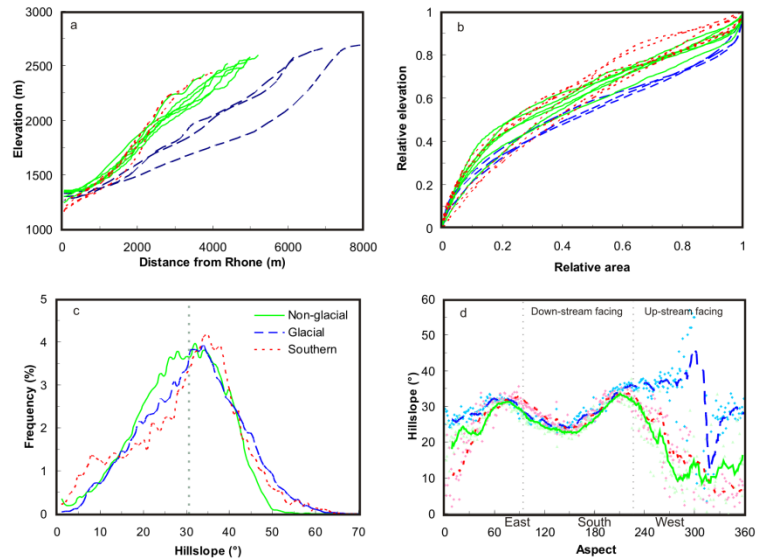 a
3000
2500
2000
1500
1000
Elevation (m)
0
2000
4000
6000
8000
Distance from Rhone (m)
b
1
0.8
0.6
0.4
0.2
0
Relative elevation
0
0.2
0.4
0.6
0.8
1
Relative area
c
5
4
3
2
1
0
Frequency (%)
Non-glacial
Glacial
Southern
0
10
20
30
40
50
60
70
Hillslope (°)
d
Down-stream facing
Up-stream facing
60
50
40
30
20
10
0
Hillslope (°)
0
60
120
180
240
300
360
East
South
West
Aspect